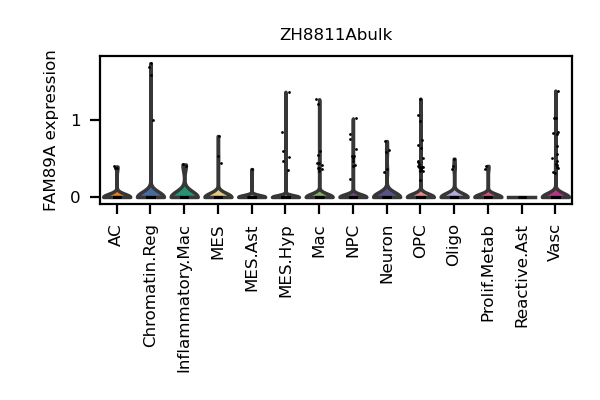 ZH8811Abulk
FAM89A expression
1
0
AC
Chromatin.Reg
Inflammatory.Mac
MES
MES.Ast
MES.Hyp
Mac
NPC
Neuron
OPC
Oligo
Prolif.Metab
Reactive.Ast
Vasc